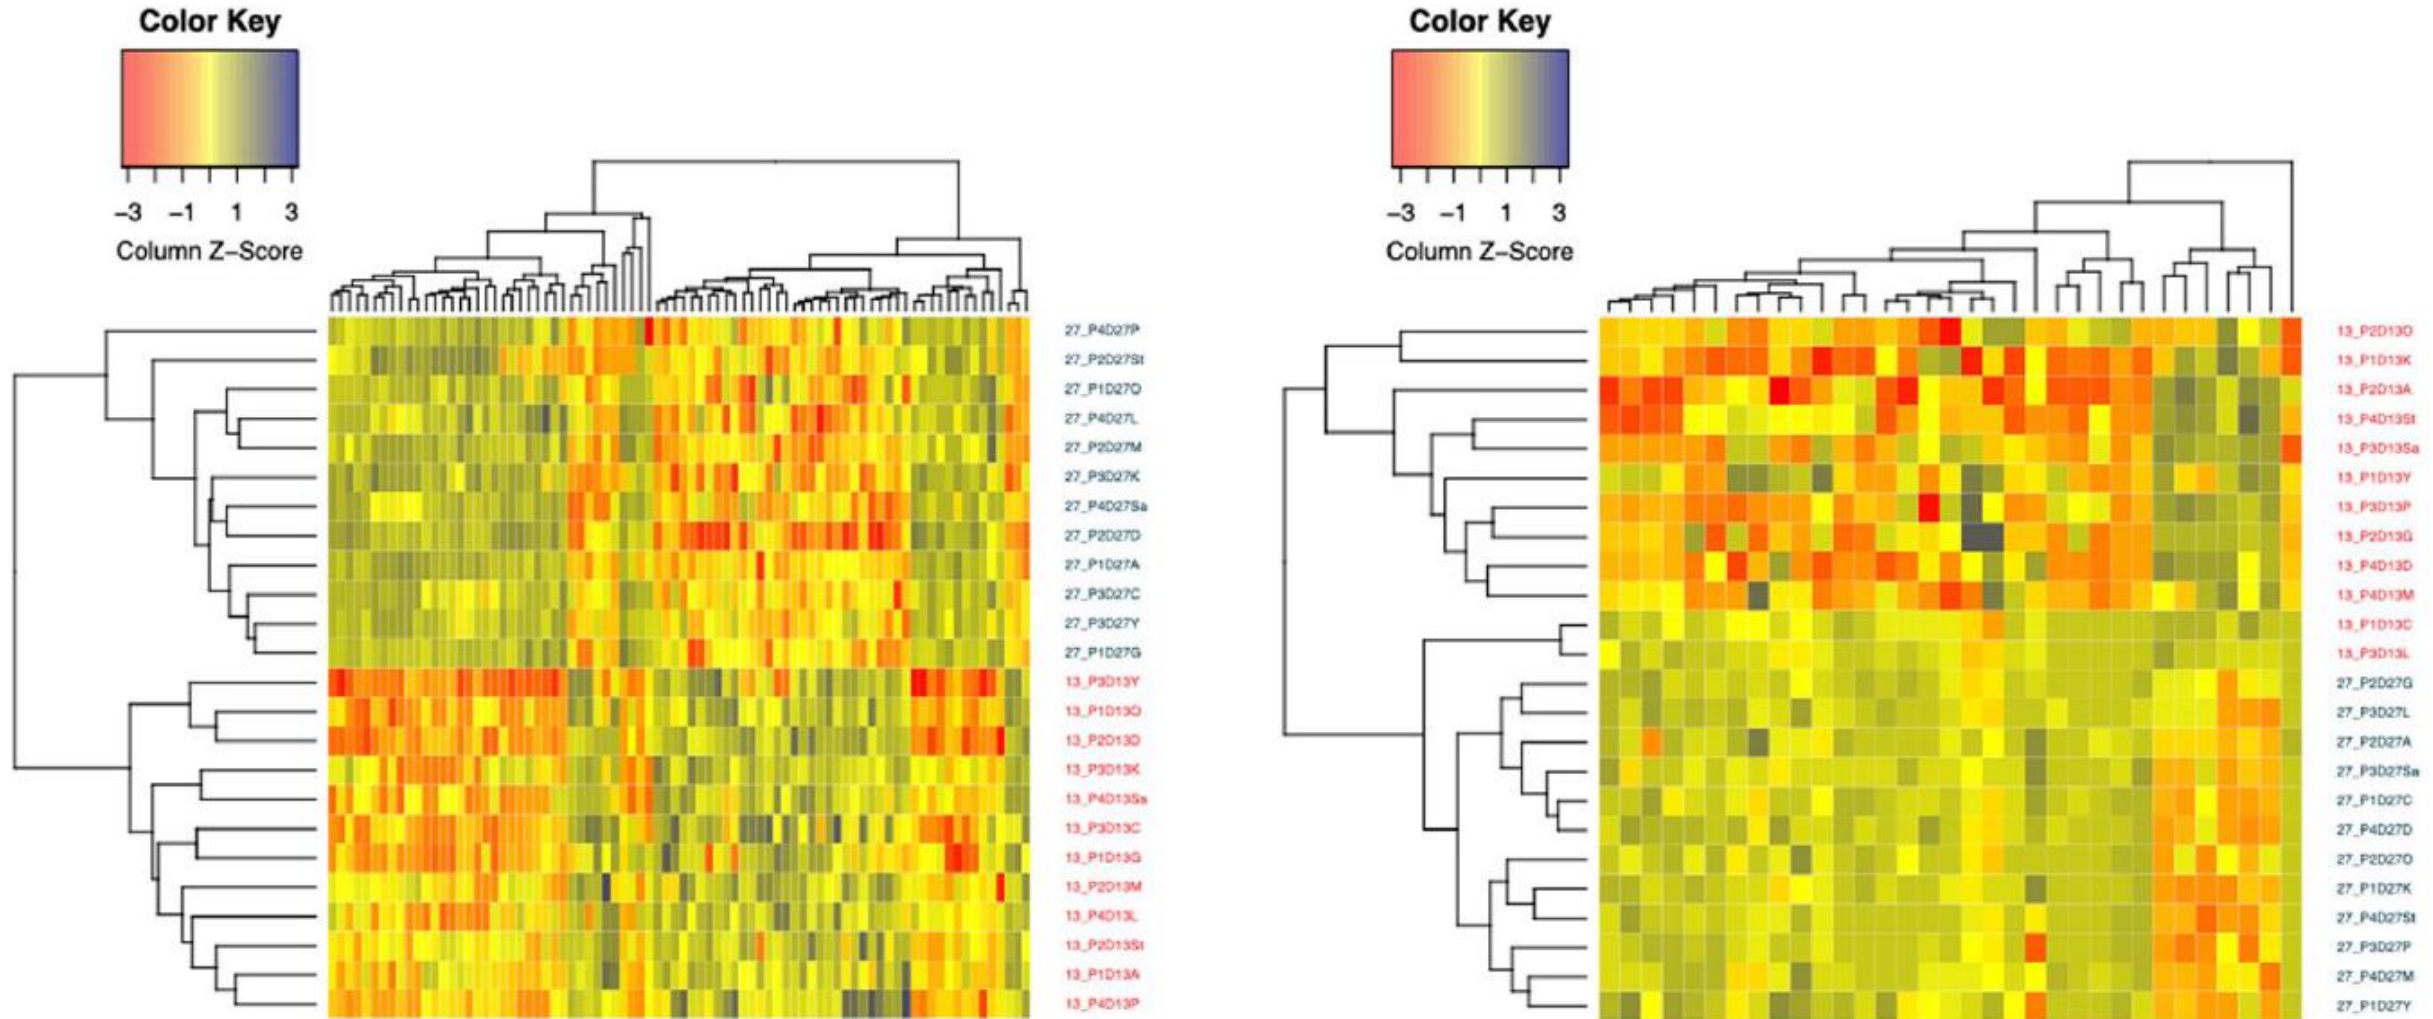 Color Key
-3 -1 1 3
Column Z-Score
27_P4D27P
27_P2D27St
27_P1D27O
27_P4D27L
27_P2D27M
27_P3D27K
27_P4D27Sa
27_P2D27D
27_P1D27A
27_P3D27C
27_P3D27Y
27_P1D27G
13_P3D13Y
13_P1D13O
13_P2D13D
13_P3D13K
13_P4D13Sa
13_P3D13C
13_P1D13G
13_P2D13M
13_P4D13L
13_P2D13St
13_P1D13A
13_P4D13P
Color Key
-3 -1 1 3
Column Z-Score
13_P2D13O
13_P1D13K
13_P2D13A
13_P4D13St
13_P3D13Sa
13_P1D13Y
13_P3D13P
13_P2D13G
13_P4D13D
13_P4D13M
13_P1D13C
13_P3D13L
27_P2D27G
27_P3D27L
27_P2D27A
27_P3D27Sa
27_P1D27C
27_P4D27D
27_P2D27O
27_P1D27K
27_P4D27St
27_P3D27P
27_P4D27M
27_P1D27Y